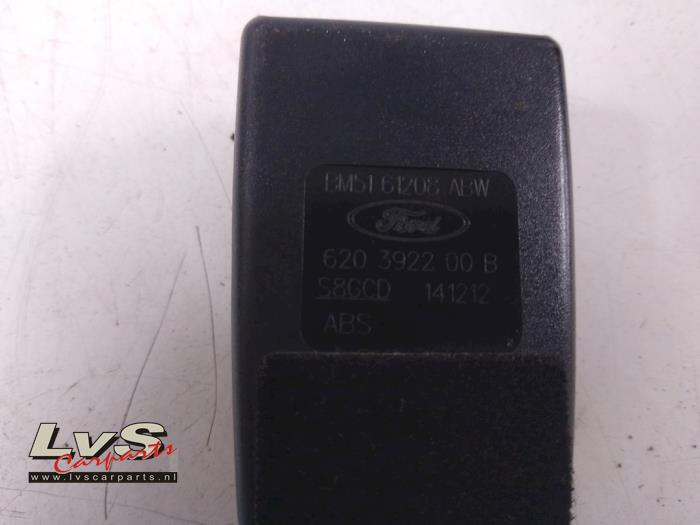 BM51 61208 ABW
Ford
620 3922 00 B
S8GCD 141212
ABS
LvS
Carparts
www.lvscarparts.nl